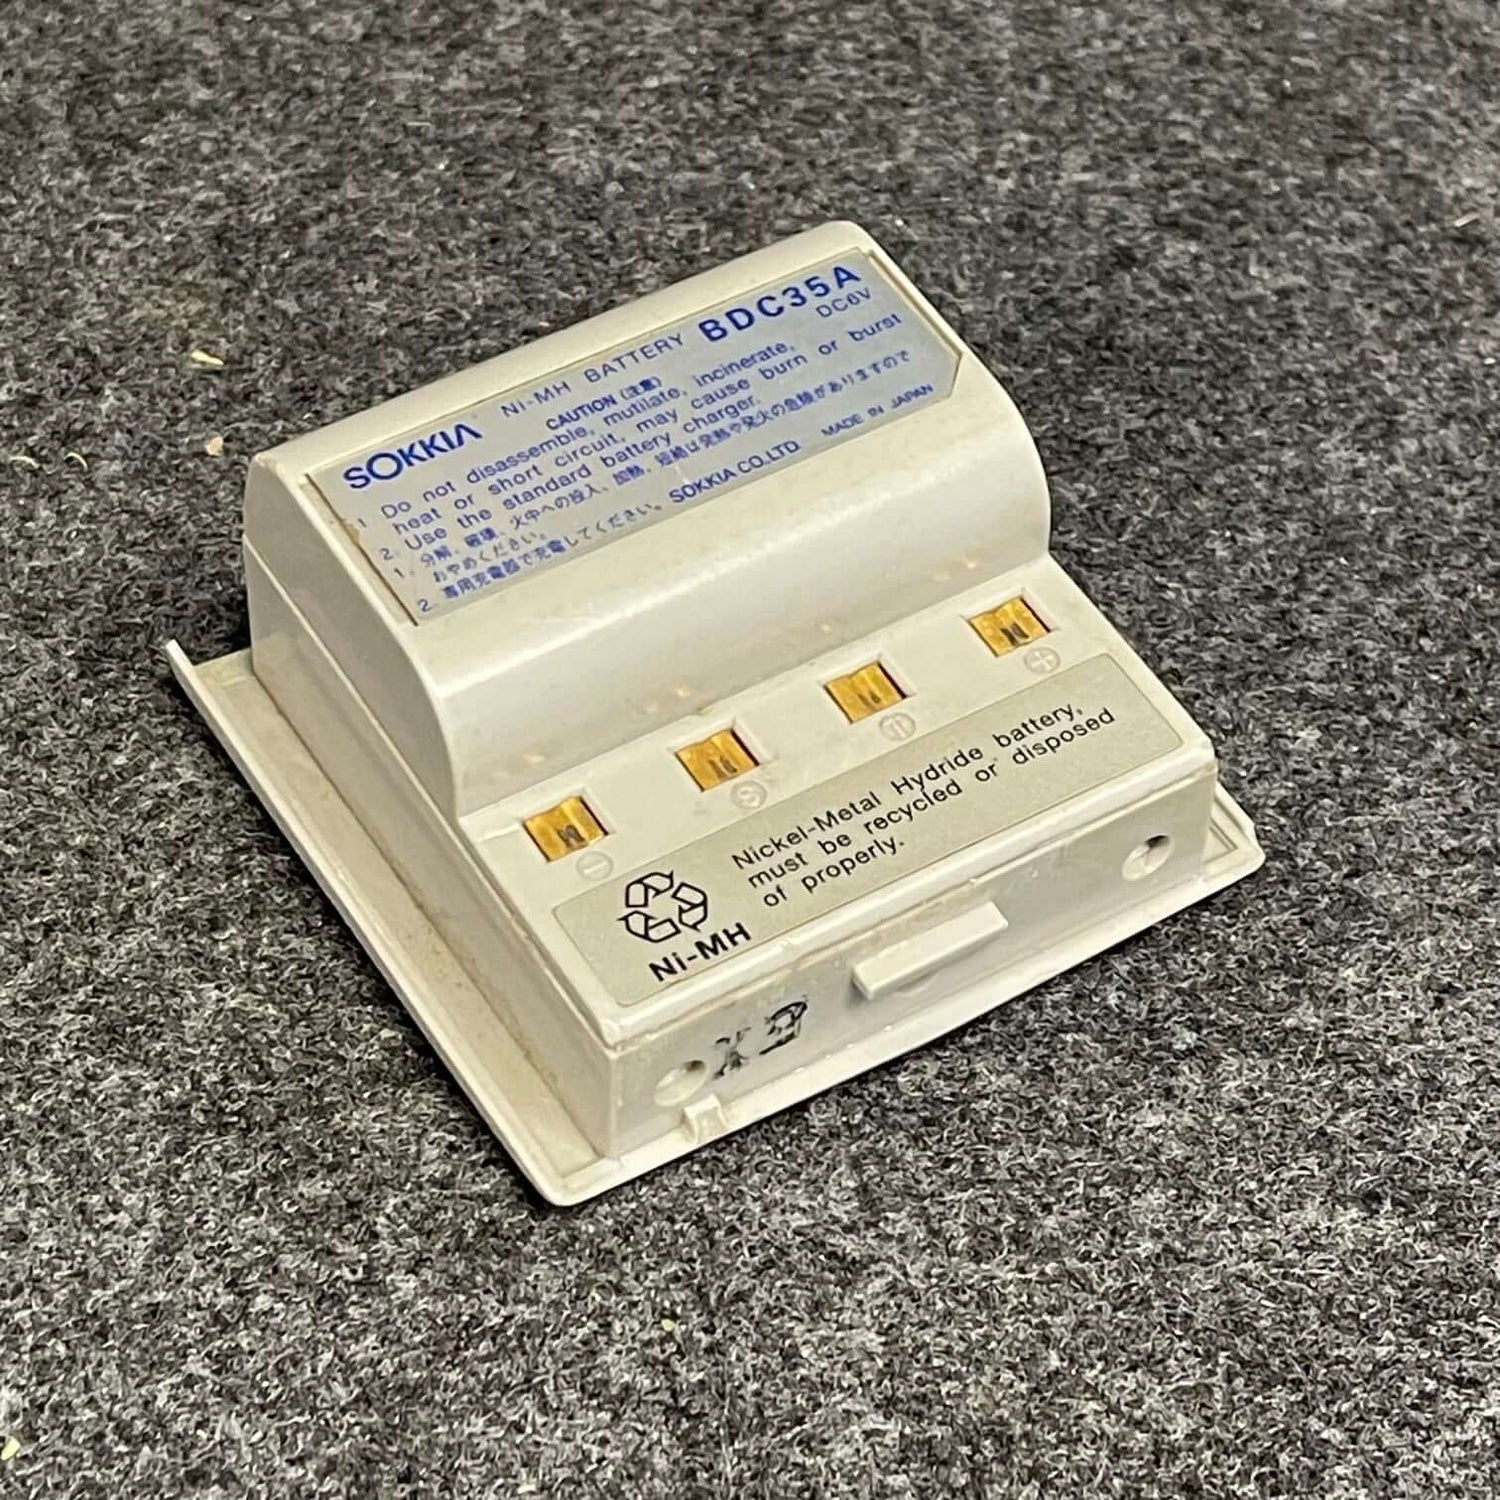 SOKKIA Ni-MH BATTERY BDC35A
CAUTION (注意) DC6V
1. Do not disassemble, mutilate, incinerate,
heat or short circuit, may cause burn or burst
2. Use the standard battery charger.
1. 分解、破壊、火中への投入、加熱、短絡は発熱や発火の危険がありますので
おやめください。
2. 専用充電器で充電してください。 SOKKIA CO.,LTD. MADE IN JAPAN
− S T +
Nickel-Metal Hydride battery,
must be recycled or disposed
of properly.
Ni-MH